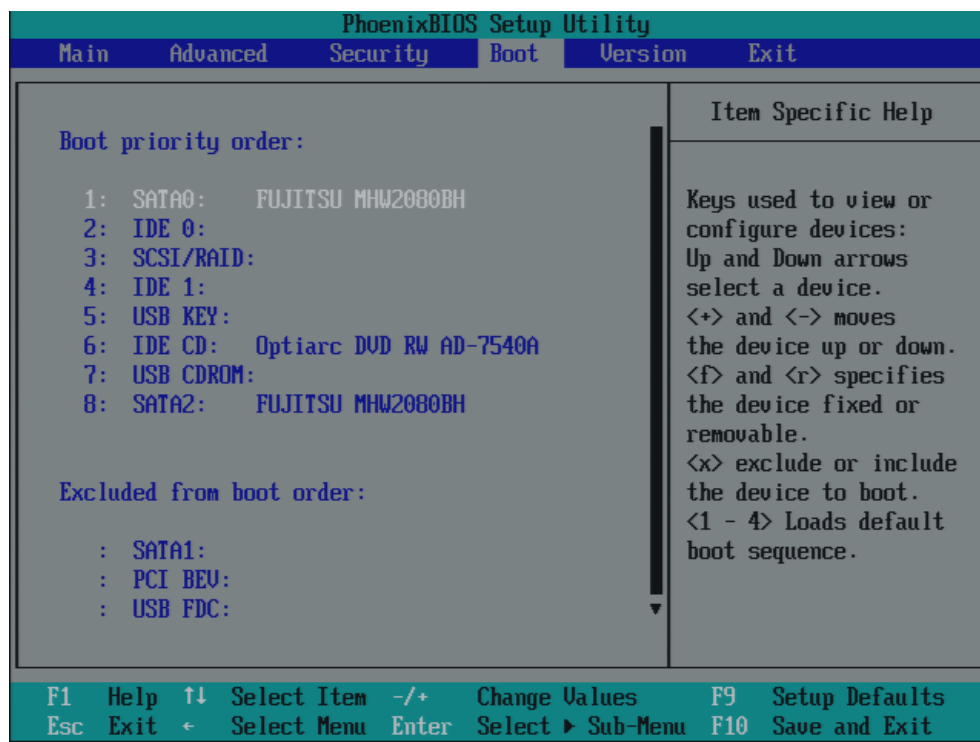 PhoenixBIOS Setup Utility
Main Advanced Security Boot Version Exit
Boot priority order:
1: SATA0: FUJITSU MHW2080BH
2: IDE 0:
3: SCSI/RAID:
4: IDE 1:
5: USB KEY:
6: IDE CD: Optiarc DVD RW AD-7540A
7: USB CDROM:
8: SATA2: FUJITSU MHW2080BH
Excluded from boot order:
: SATA1:
: PCI BEV:
: USB FDC:
Item Specific Help
Keys used to view or
configure devices:
Up and Down arrows
select a device.
<+> and <-> moves
the device up or down.
<f> and <r> specifies
the device fixed or
removable.
<x> exclude or include
the device to boot.
<1 - 4> Loads default
boot sequence.
F1 Help ↑↓ Select Item -/+ Change Values F9 Setup Defaults
Esc Exit ← Select Menu Enter Select ▶ Sub-Menu F10 Save and Exit